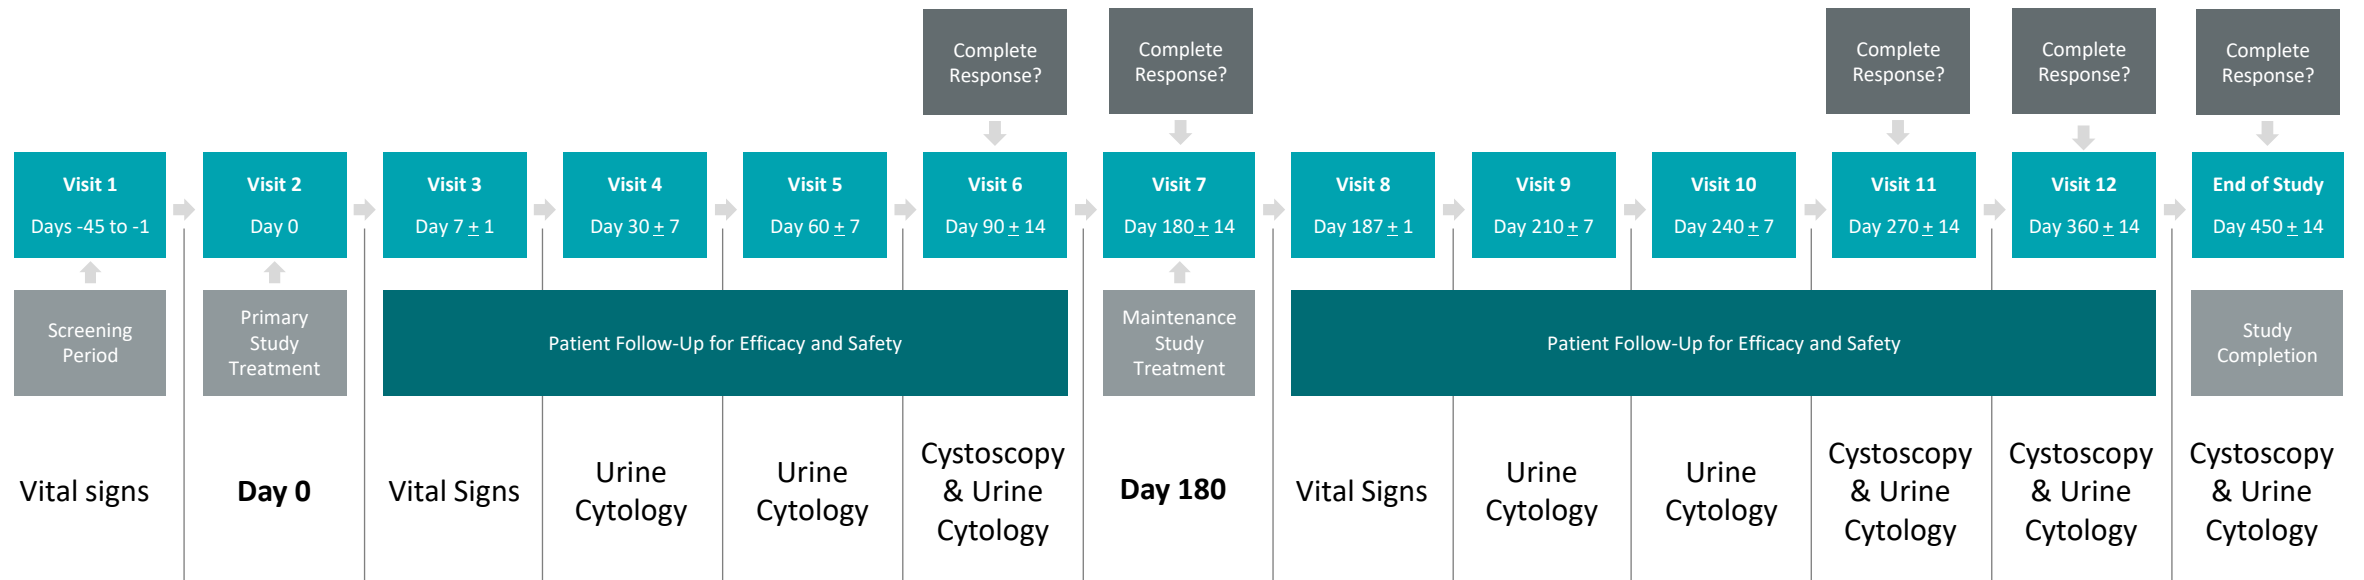 Complete
Response?
Complete
Response?
Complete
Response?
Complete
Response?
Complete
Response?
Visit 1
Days -45 to -1
Visit 2
Day 0
Visit 3
Day 7 ± 1
Visit 4
Day 30 ± 7
Visit 5
Day 60 ± 7
Visit 6
Day 90 ± 14
Visit 7
Day 180 ± 14
Visit 8
Day 187 ± 1
Visit 9
Day 210 ± 7
Visit 10
Day 240 ± 7
Visit 11
Day 270 ± 14
Visit 12
Day 360 ± 14
End of Study
Day 450 ± 14
Screening
Period
Primary
Study
Treatment
Patient Follow-Up for Efficacy and Safety
Maintenance
Study
Treatment
Patient Follow-Up for Efficacy and Safety
Study
Completion
Vital signs
Day 0
Vital Signs
Urine
Cytology
Urine
Cytology
Cystoscopy
& Urine
Cytology
Day 180
Vital Signs
Urine
Cytology
Urine
Cytology
Cystoscopy
& Urine
Cytology
Cystoscopy
& Urine
Cytology
Cystoscopy
& Urine
Cytology